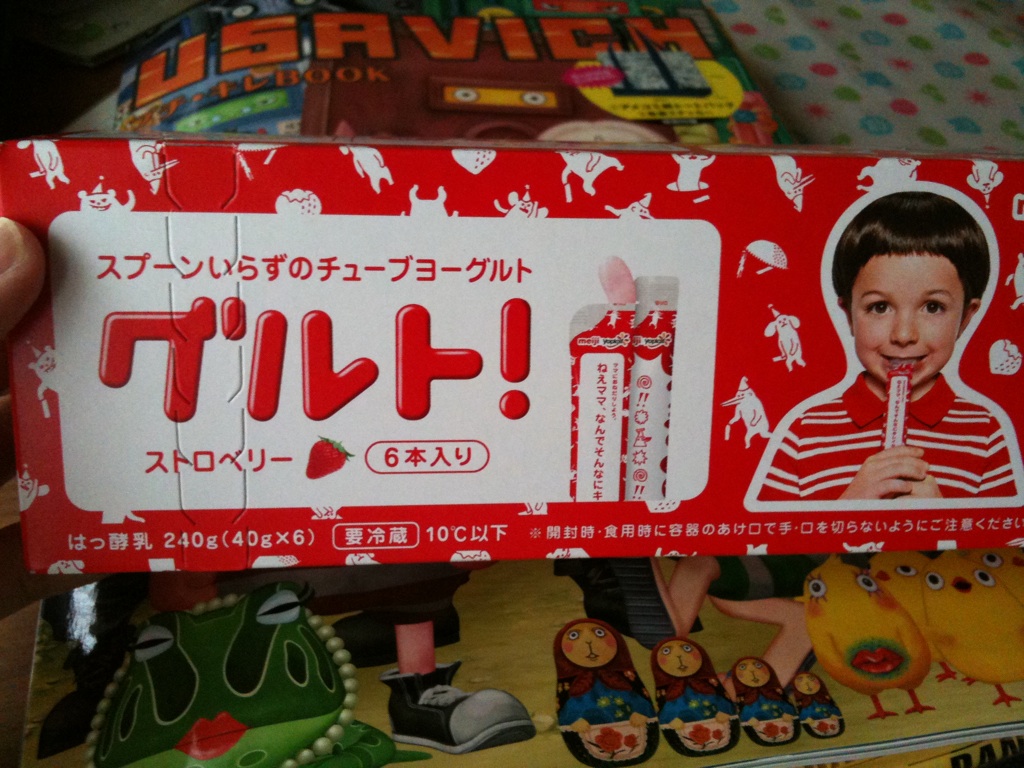 USAVICH
BOOK
スプーンいらずのチューブヨーグルト
グルト!
ストロベリー
6本入り
meiji
ねえママ、なんでそんなにキ
はっ酵乳 240g(40g×6) 要冷蔵 10℃以下
※開封時・食用時に容器のあけ口で手・口を切らないようにご注意ください